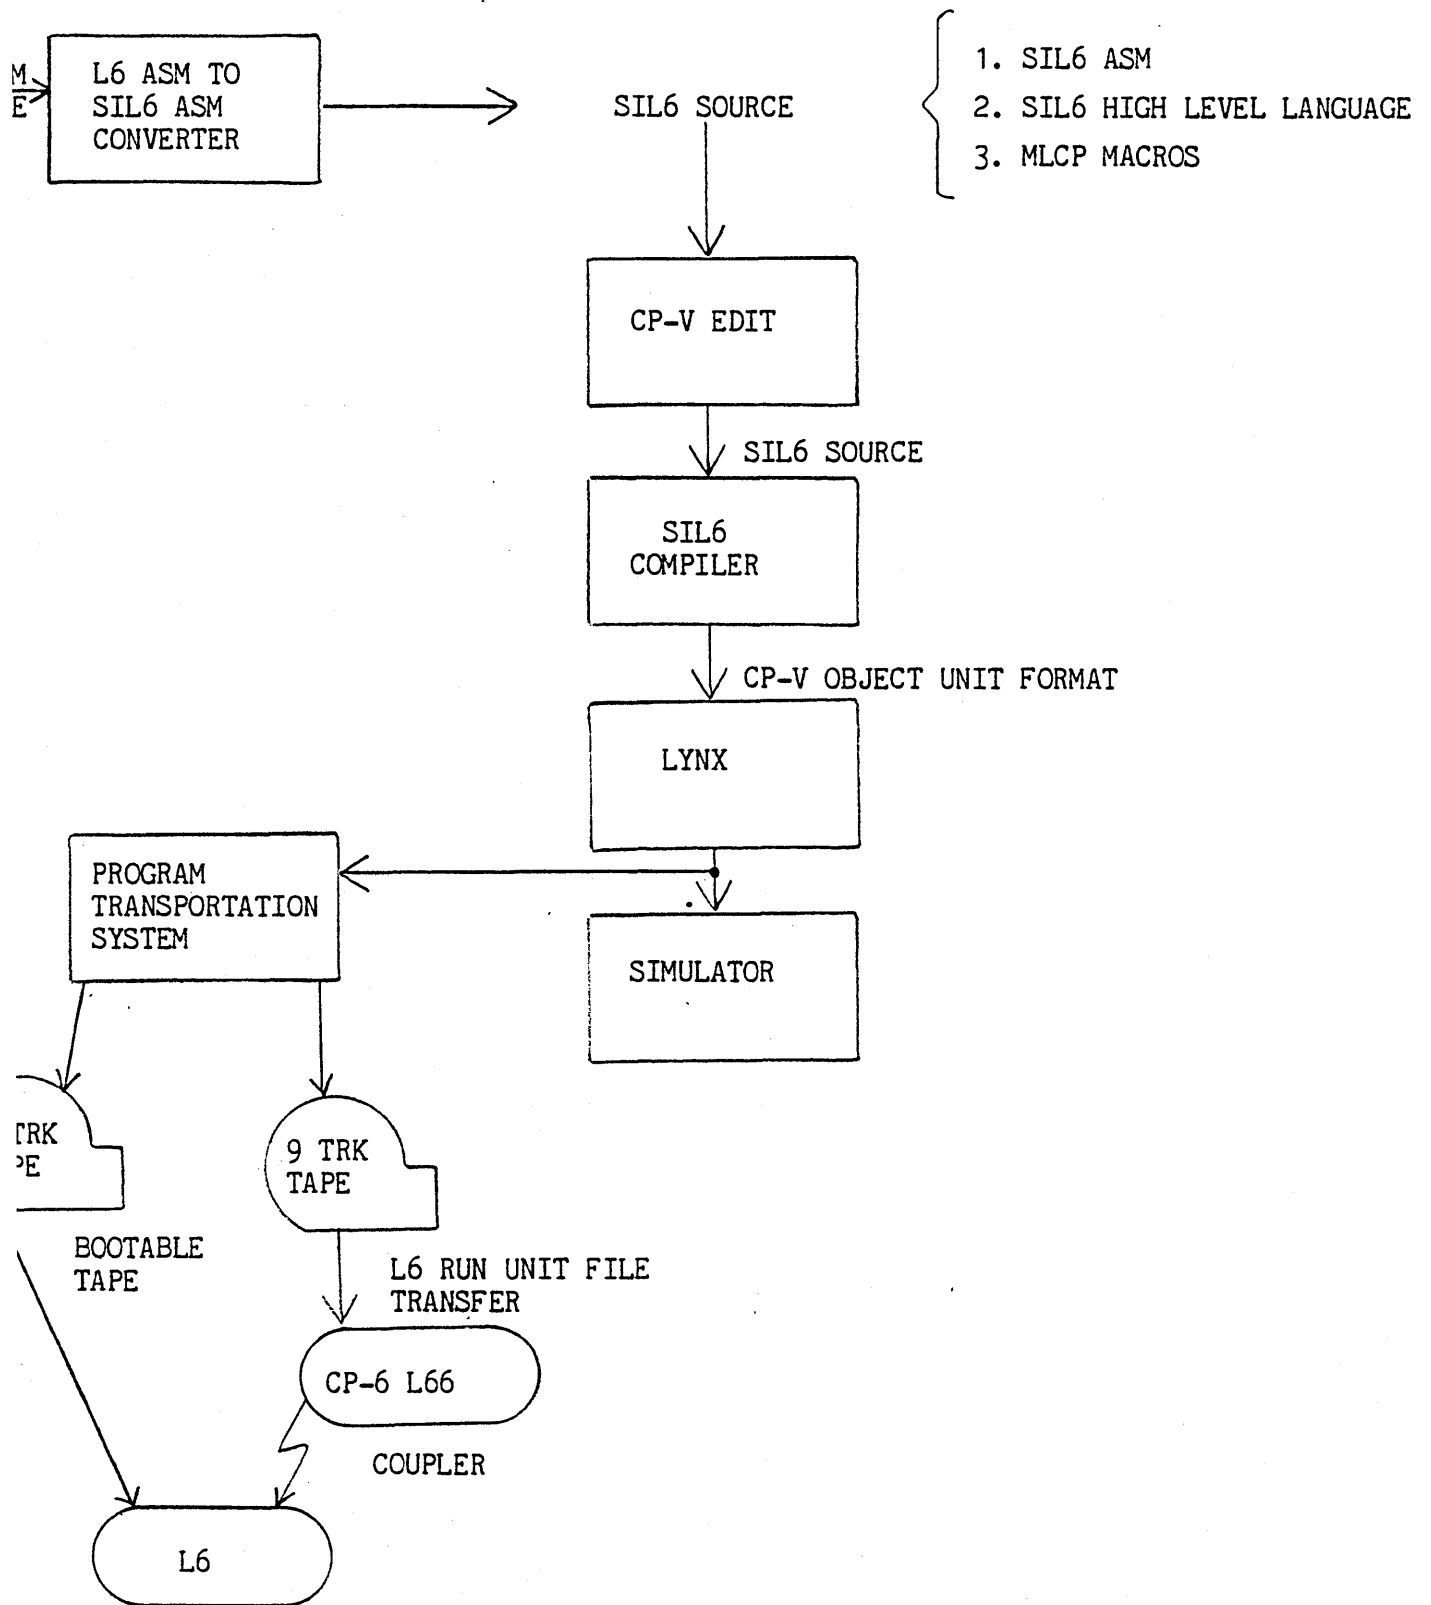 M
E
L6 ASM TO
SIL6 ASM
CONVERTER
SIL6 SOURCE
1. SIL6 ASM
2. SIL6 HIGH LEVEL LANGUAGE
3. MLCP MACROS
CP-V EDIT
SIL6 SOURCE
SIL6
COMPILER
CP-V OBJECT UNIT FORMAT
LYNX
PROGRAM
TRANSPORTATION
SYSTEM
SIMULATOR
TRK
PE
9 TRK
TAPE
BOOTABLE
TAPE
L6 RUN UNIT FILE
TRANSFER
CP-6 L66
COUPLER
L6